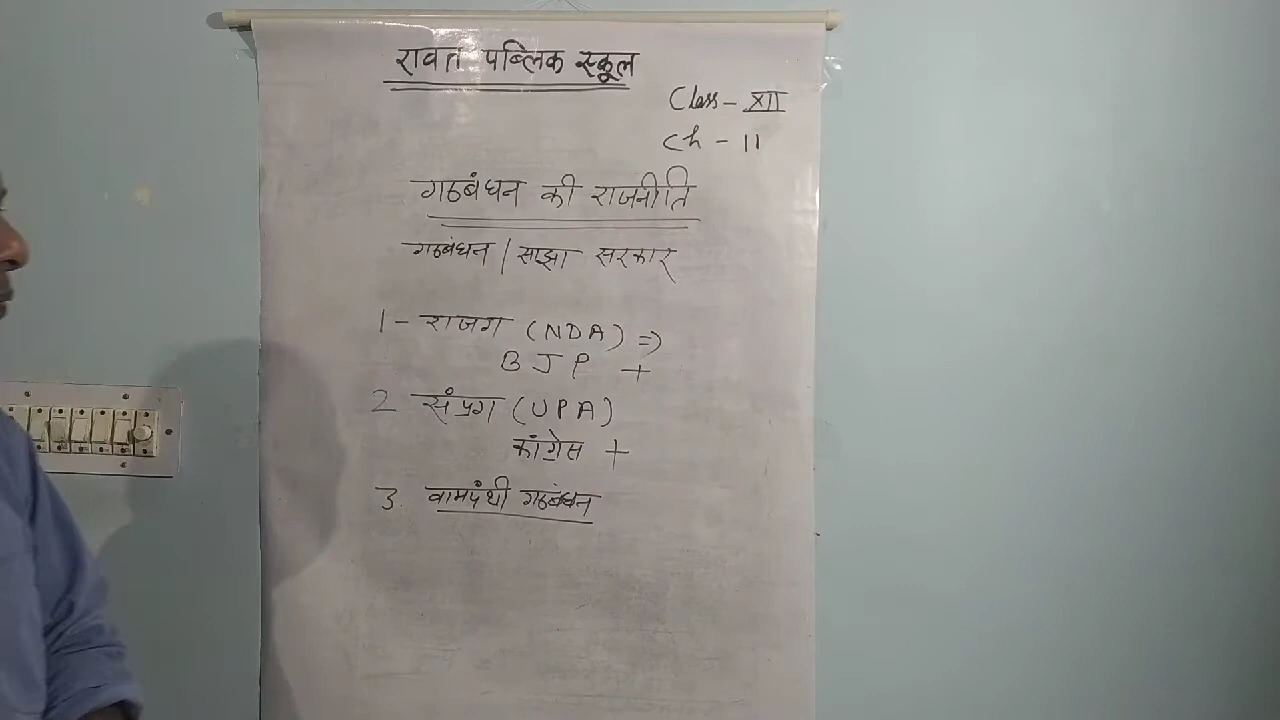 रावत पब्लिक स्कूल
Class - XII
Ch - 11
गठबंधन की राजनीति
गठबंधन / साझा सरकार
1 - राजग (NDA) =>
BJP +
2 संप्रग (UPA)
कांग्रेस +
3. वामपंथी गठबंधन